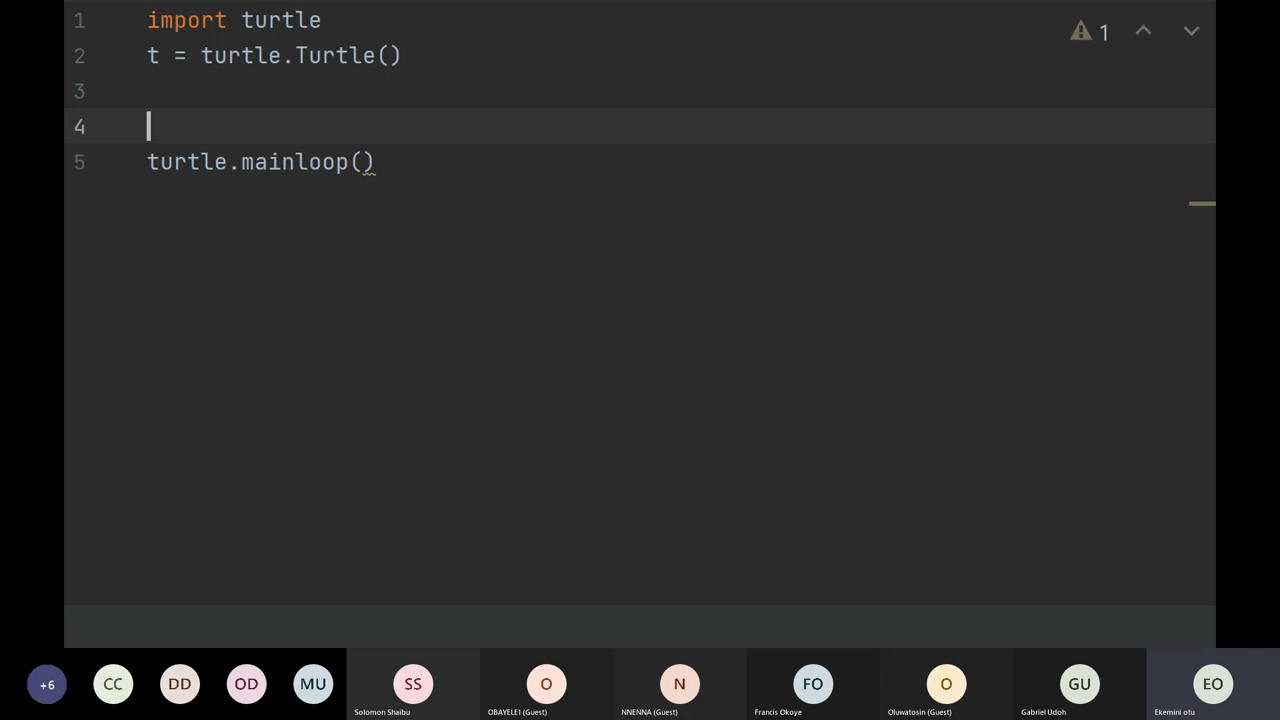 1 import turtle
2 t = turtle.Turtle()
3
4
5 turtle.mainloop()
1
+6 CC DD OD MU SS O N FO O GU EO
Solomon Shaibu OBAYELE1 (Guest) NNENNA (Guest) Francis Okoye Oluwatosin (Guest) Gabriel Udoh Ekemini otu